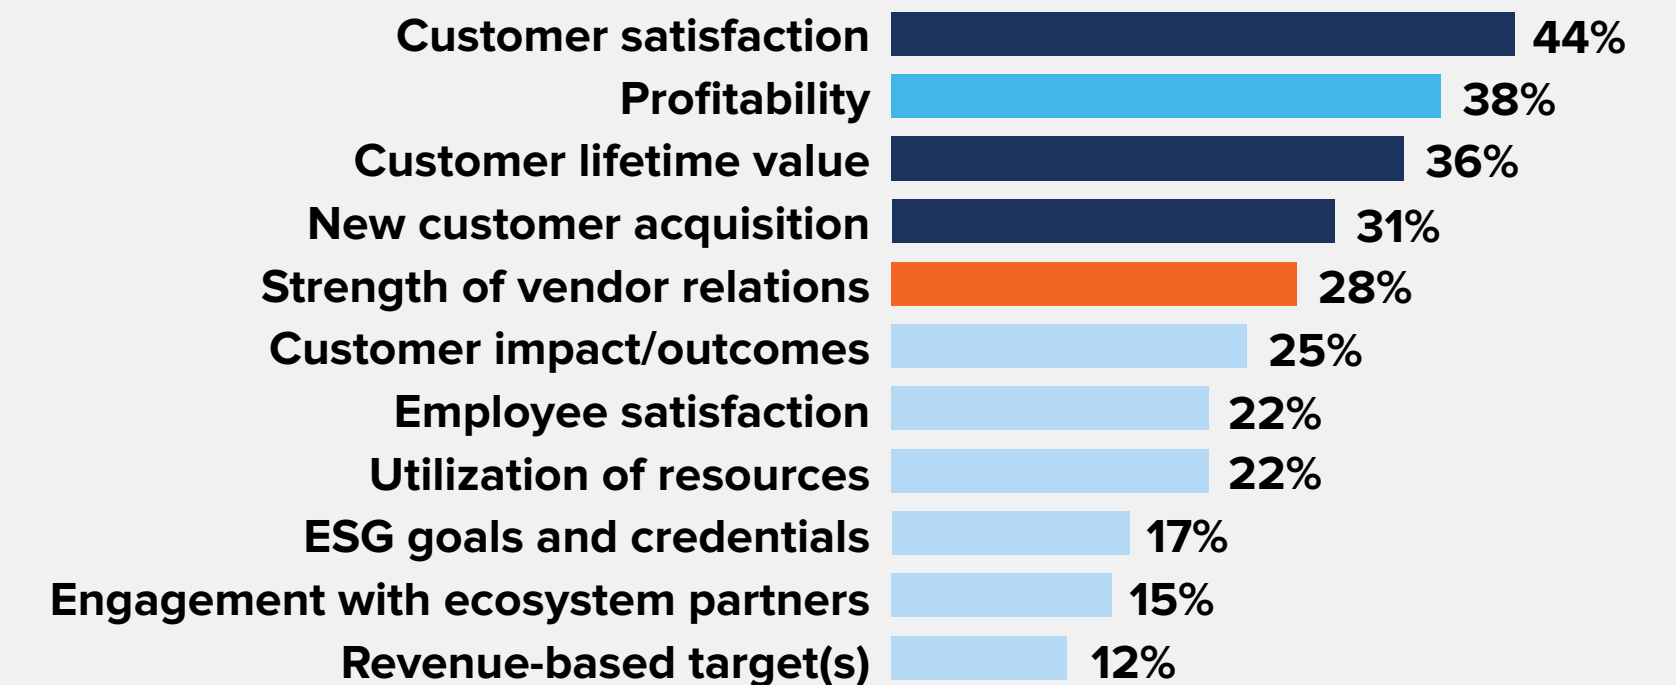 Customer satisfaction 44%
Profitability 38%
Customer lifetime value 36%
New customer acquisition 31%
Strength of vendor relations 28%
Customer impact/outcomes 25%
Employee satisfaction 22%
Utilization of resources 22%
ESG goals and credentials 17%
Engagement with ecosystem partners 15%
Revenue-based target(s) 12%